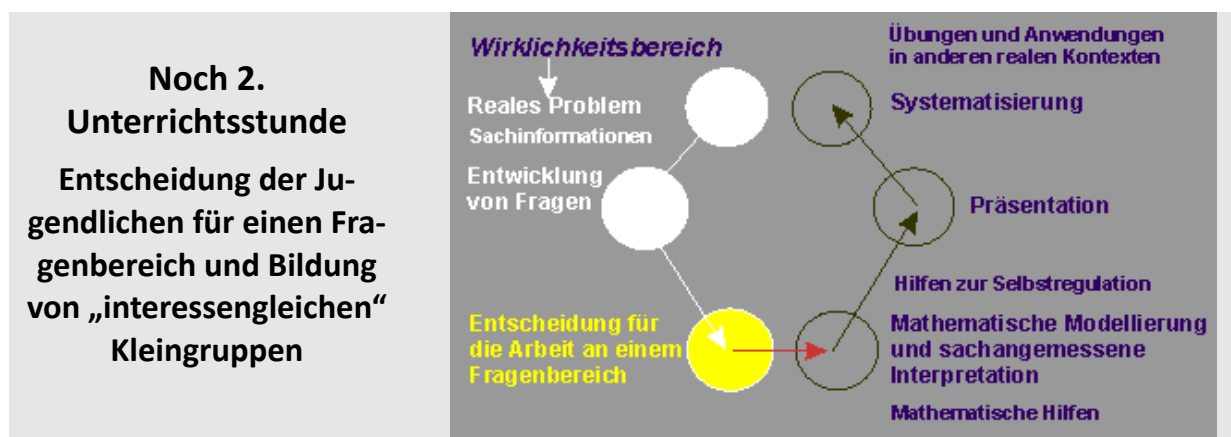 Noch 2.
Unterrichtsstunde
Entscheidung der Ju-
gendlichen für einen Fra-
genbereich und Bildung
von „interessengleichen“
Kleingruppen
Wirklichkeitsbereich
Reales Problem
Sachinformationen
Entwicklung
von Fragen
Entscheidung für
die Arbeit an einem
Fragenbereich
Übungen und Anwendungen
in anderen realen Kontexten
Systematisierung
Präsentation
Hilfen zur Selbstregulation
Mathematische Modellierung
und sachangemessene
Interpretation
Mathematische Hilfen